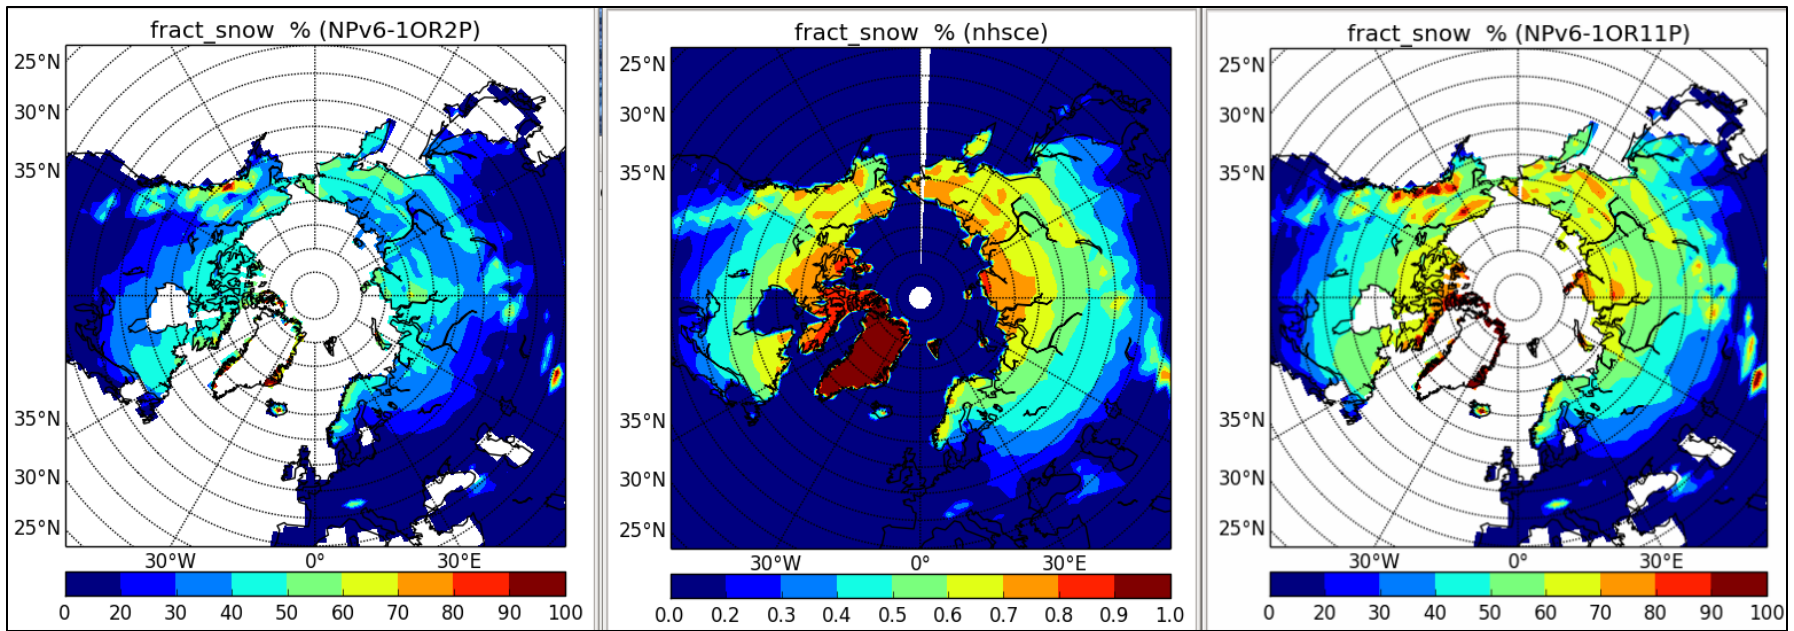 fract_snow % (NPv6-1OR2P)
25°N
30°N
35°N
35°N
30°N
25°N
30°W 0° 30°E
0 20 30 40 50 60 70 80 90 100
fract_snow % (nhsce)
25°N
30°N
35°N
35°N
30°N
25°N
30°W 0° 30°E
0.0 0.2 0.3 0.4 0.5 0.6 0.7 0.8 0.9 1.0
fract_snow % (NPv6-1OR11P)
25°N
30°N
35°N
35°N
30°N
25°N
30°W 0° 30°E
0 20 30 40 50 60 70 80 90 100